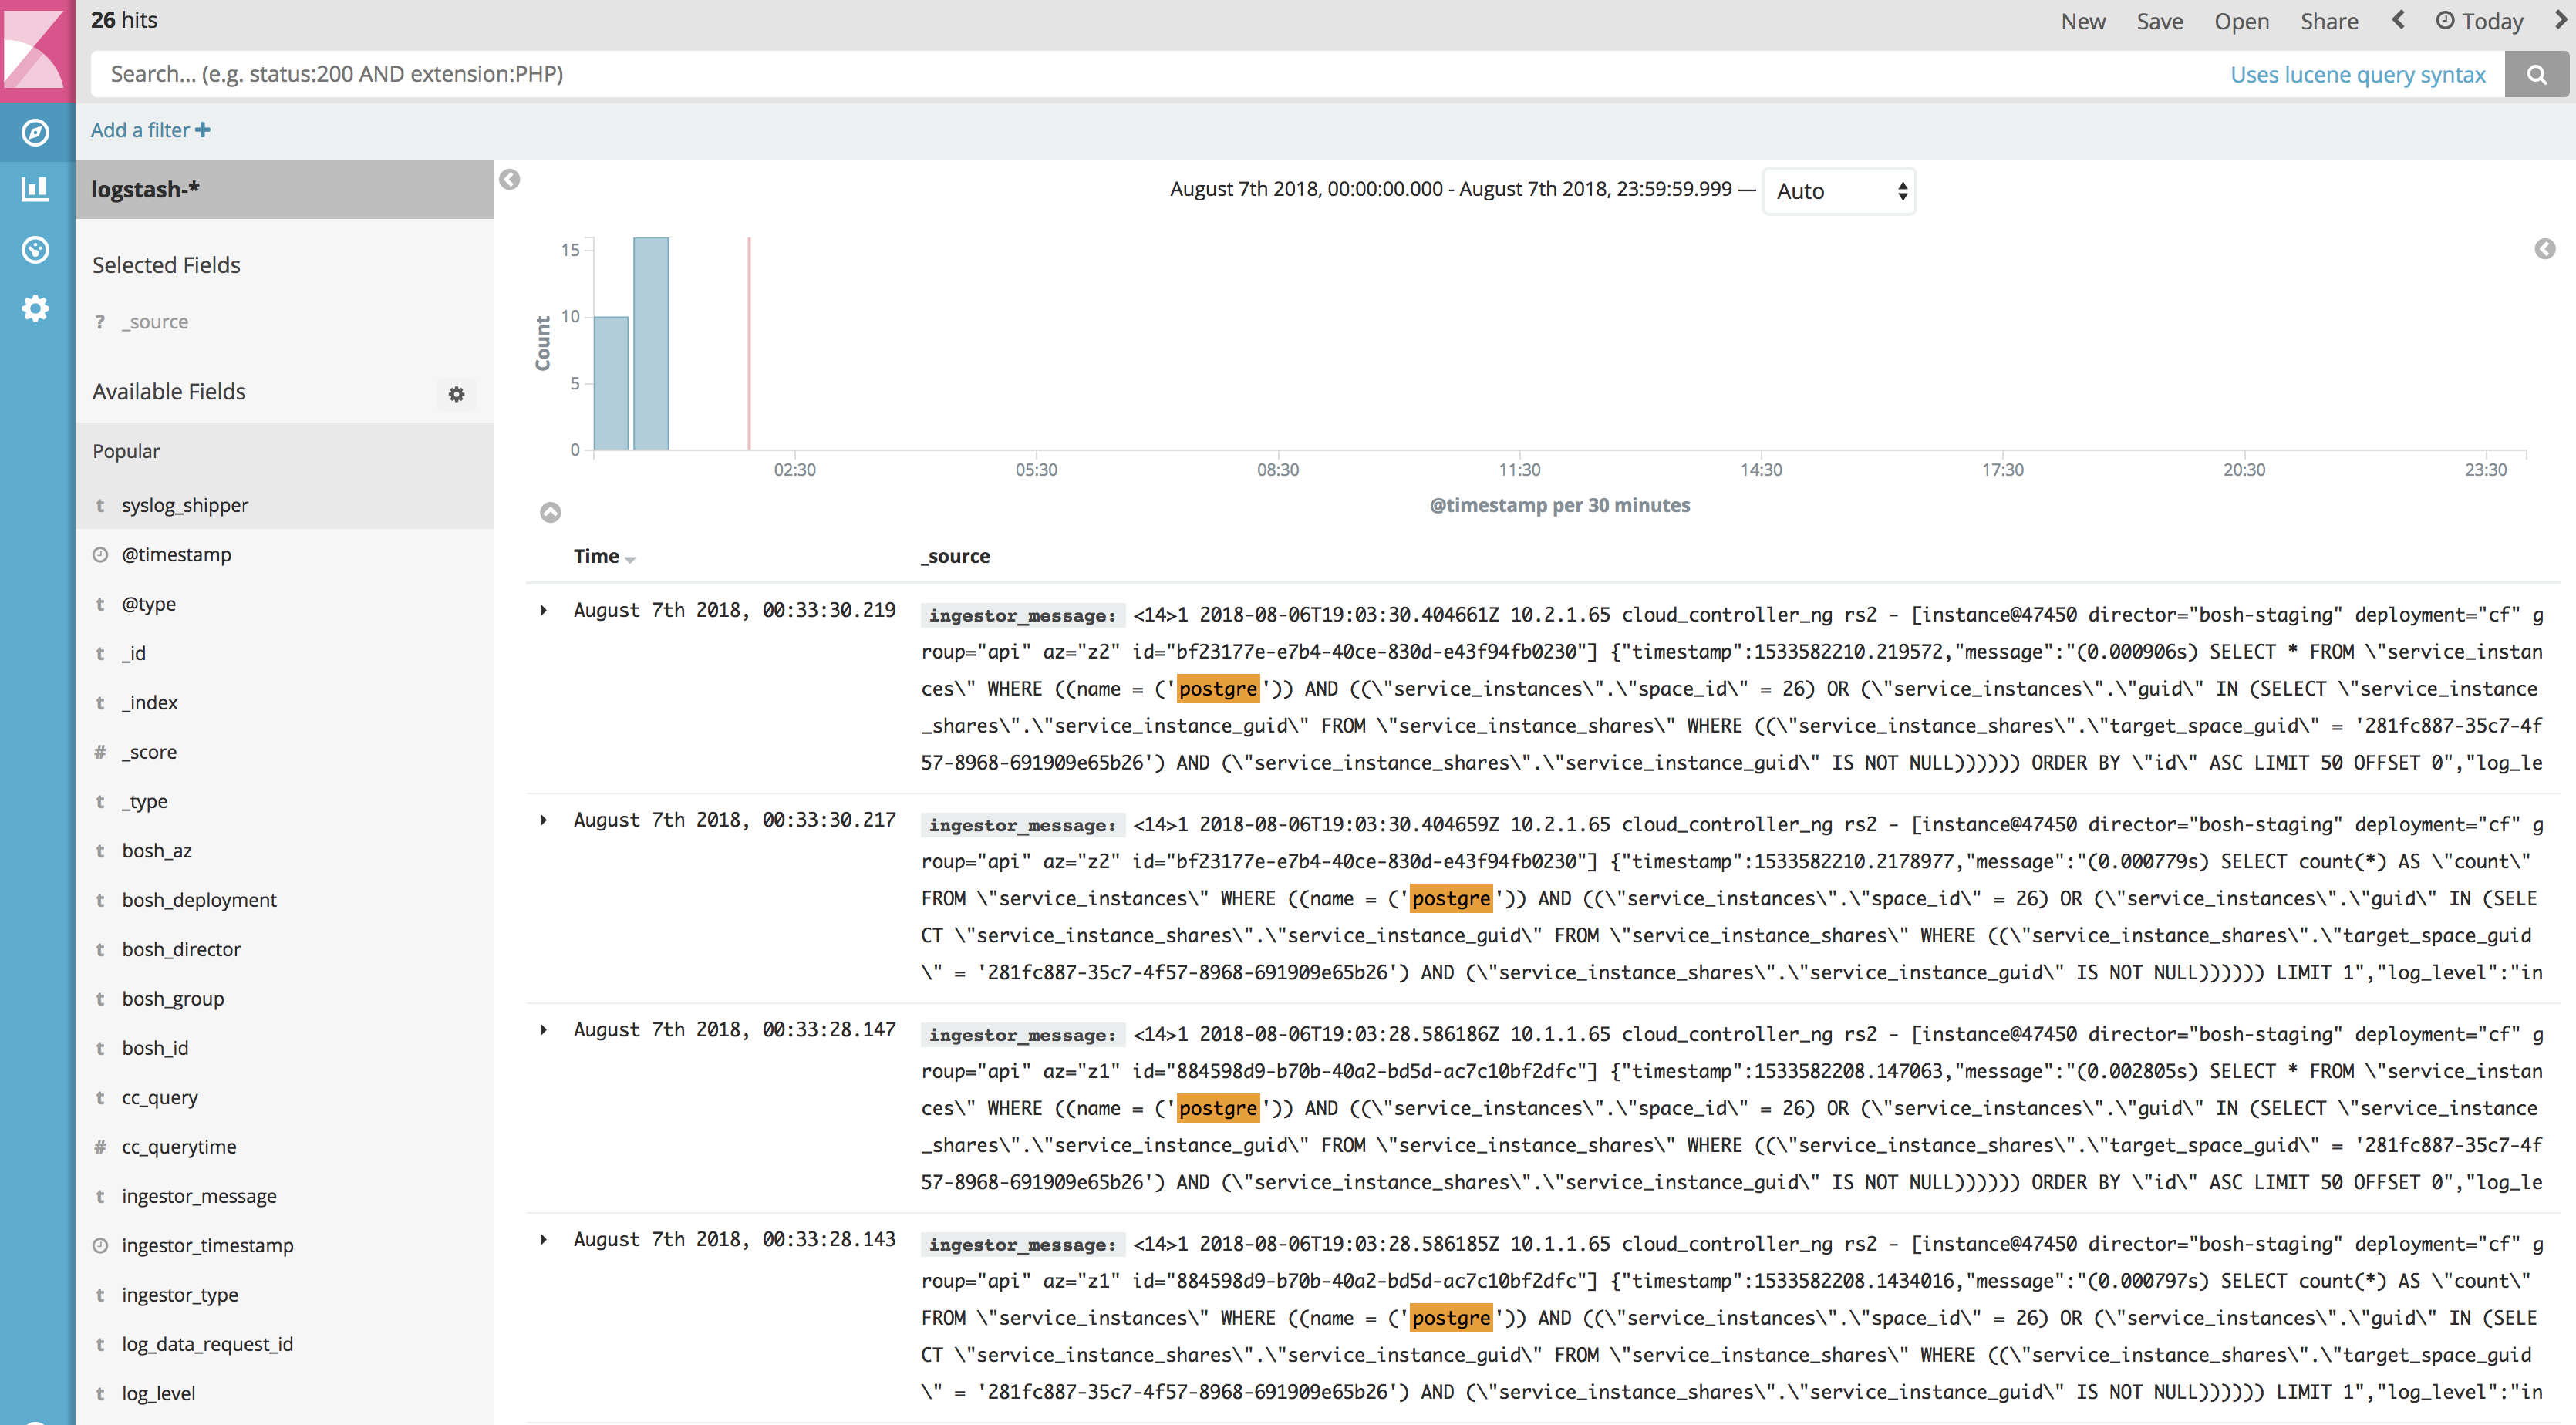 26 hits
New Save Open Share Today
Search... (e.g. status:200 AND extension:PHP)
Uses lucene query syntax
Add a filter
logstash-*
Selected Fields
? _source
Available Fields
Popular
t syslog_shipper
@timestamp
t @type
t _id
t _index
# _score
t _type
t bosh_az
t bosh_deployment
t bosh_director
t bosh_group
t bosh_id
t cc_query
# cc_querytime
t ingestor_message
ingestor_timestamp
t ingestor_type
t log_data_request_id
t log_level
August 7th 2018, 00:00:00.000 - August 7th 2018, 23:59:59.999 — Auto
Count
15
10
5
0
02:30 05:30 08:30 11:30 14:30 17:30 20:30 23:30
@timestamp per 30 minutes
Time _source
August 7th 2018, 00:33:30.219 ingestor_message: <14>1 2018-08-06T19:03:30.404661Z 10.2.1.65 cloud_controller_ng rs2 - [instance@47450 director="bosh-staging" deployment="cf" g
roup="api" az="z2" id="bf23177e-e7b4-40ce-830d-e43f94fb0230"] {"timestamp":1533582210.219572,"message":"(0.000906s) SELECT * FROM \"service_instan
ces\" WHERE ((name = ('postgre')) AND ((\"service_instances\".\"space_id\" = 26) OR (\"service_instances\".\"guid\" IN (SELECT \"service_instance
_shares\".\"service_instance_guid\" FROM \"service_instance_shares\" WHERE ((\"service_instance_shares\".\"target_space_guid\" = '281fc887-35c7-4f
57-8968-691909e65b26') AND (\"service_instance_shares\".\"service_instance_guid\" IS NOT NULL)))))) ORDER BY \"id\" ASC LIMIT 50 OFFSET 0","log_le
August 7th 2018, 00:33:30.217 ingestor_message: <14>1 2018-08-06T19:03:30.404659Z 10.2.1.65 cloud_controller_ng rs2 - [instance@47450 director="bosh-staging" deployment="cf" g
roup="api" az="z2" id="bf23177e-e7b4-40ce-830d-e43f94fb0230"] {"timestamp":1533582210.2178977,"message":"(0.000779s) SELECT count(*) AS \"count\"
FROM \"service_instances\" WHERE ((name = ('postgre')) AND ((\"service_instances\".\"space_id\" = 26) OR (\"service_instances\".\"guid\" IN (SELE
CT \"service_instance_shares\".\"service_instance_guid\" FROM \"service_instance_shares\" WHERE ((\"service_instance_shares\".\"target_space_guid
\" = '281fc887-35c7-4f57-8968-691909e65b26') AND (\"service_instance_shares\".\"service_instance_guid\" IS NOT NULL)))))) LIMIT 1","log_level":"in
August 7th 2018, 00:33:28.147 ingestor_message: <14>1 2018-08-06T19:03:28.586186Z 10.1.1.65 cloud_controller_ng rs2 - [instance@47450 director="bosh-staging" deployment="cf" g
roup="api" az="z1" id="884598d9-b70b-40a2-bd5d-ac7c10bf2dfc"] {"timestamp":1533582208.147063,"message":"(0.002805s) SELECT * FROM \"service_instan
ces\" WHERE ((name = ('postgre')) AND ((\"service_instances\".\"space_id\" = 26) OR (\"service_instances\".\"guid\" IN (SELECT \"service_instance
_shares\".\"service_instance_guid\" FROM \"service_instance_shares\" WHERE ((\"service_instance_shares\".\"target_space_guid\" = '281fc887-35c7-4f
57-8968-691909e65b26') AND (\"service_instance_shares\".\"service_instance_guid\" IS NOT NULL)))))) ORDER BY \"id\" ASC LIMIT 50 OFFSET 0","log_le
August 7th 2018, 00:33:28.143 ingestor_message: <14>1 2018-08-06T19:03:28.586185Z 10.1.1.65 cloud_controller_ng rs2 - [instance@47450 director="bosh-staging" deployment="cf" g
roup="api" az="z1" id="884598d9-b70b-40a2-bd5d-ac7c10bf2dfc"] {"timestamp":1533582208.1434016,"message":"(0.000797s) SELECT count(*) AS \"count\"
FROM \"service_instances\" WHERE ((name = ('postgre')) AND ((\"service_instances\".\"space_id\" = 26) OR (\"service_instances\".\"guid\" IN (SELE
CT \"service_instance_shares\".\"service_instance_guid\" FROM \"service_instance_shares\" WHERE ((\"service_instance_shares\".\"target_space_guid
\" = '281fc887-35c7-4f57-8968-691909e65b26') AND (\"service_instance_shares\".\"service_instance_guid\" IS NOT NULL)))))) LIMIT 1","log_level":"in